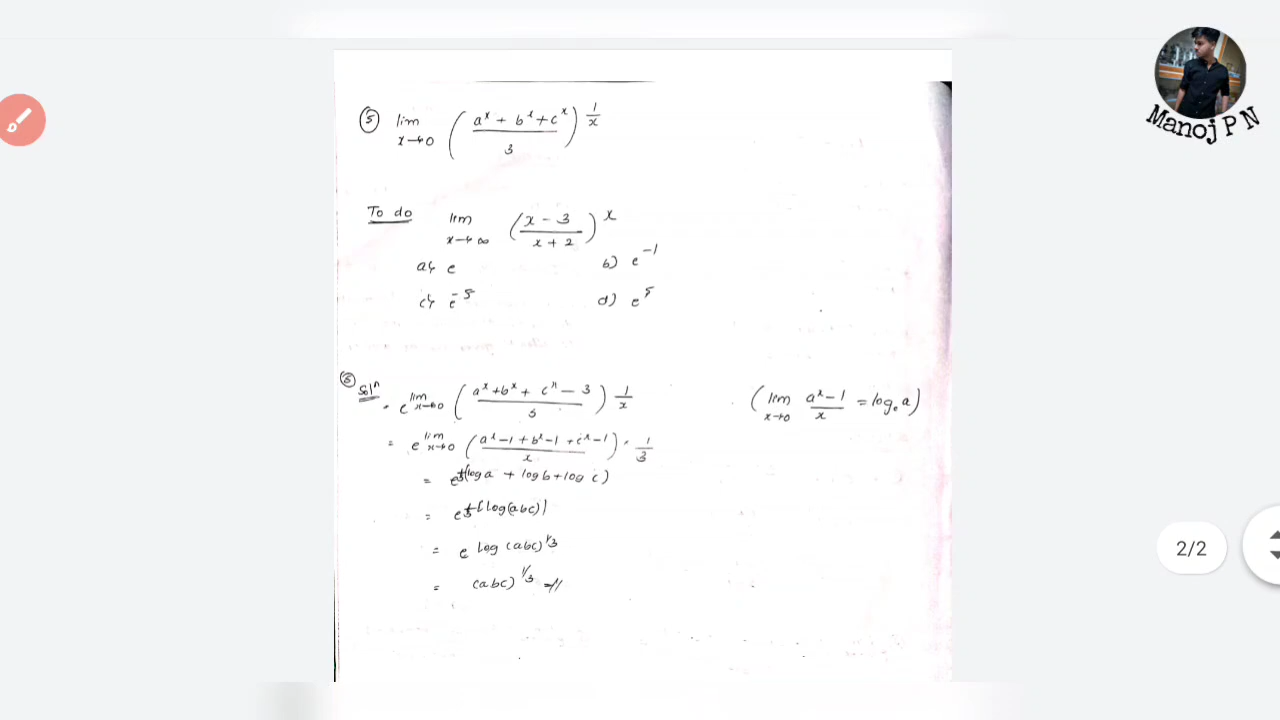 Manoj P N
⑤ lim x→0 ( (a^x + b^x + c^x) / 3 )^(1/x)
To do lim x→∞ ( (x - 3) / (x + 2) )^x
a) e b) e^-1
c) e^-5 d) e^5
⑤ Solⁿ = e^ lim x→0 ( (a^x + b^x + c^x - 3) / 3 ) 1/x ( lim x→0 (a^x - 1) / x = logₑ a )
= e^ lim x→0 ( (a^x - 1 + b^x - 1 + c^x - 1) / x ) · 1/3
= e^ 1/3 (log a + log b + log c)
= e^ 1/3 [log(abc)]
= e^ log (abc)^1/3
= (abc)^1/3 //
2/2